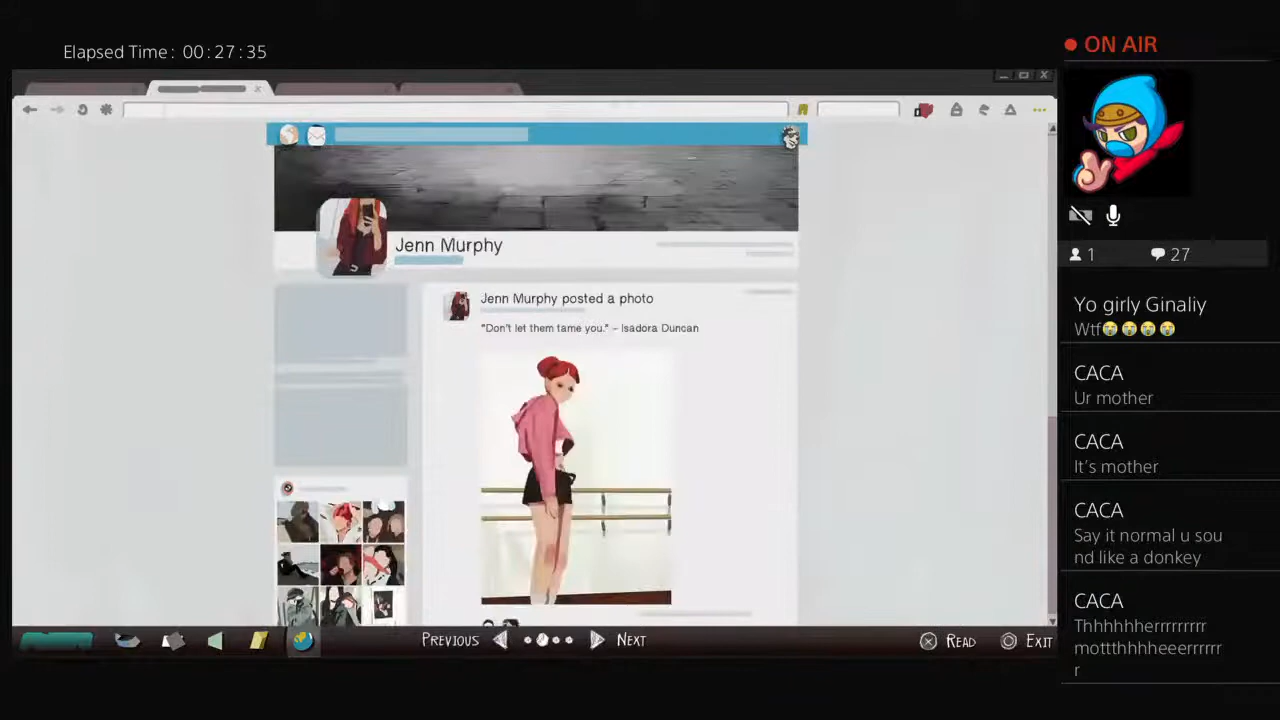 Elapsed Time: 00:27:35
ON AIR
1
27
Jenn Murphy
Jenn Murphy posted a photo
"Don't let them tame you." - Isadora Duncan
PREVIOUS
NEXT
READ
EXIT
Yo girly Ginaliy
Wtf😭😭😭😭
CACA
Ur mother
CACA
It's mother
CACA
Say it normal u sou
nd like a donkey
CACA
Thhhhhherrrrrrrr
mottthhhheeerrrrrr
r